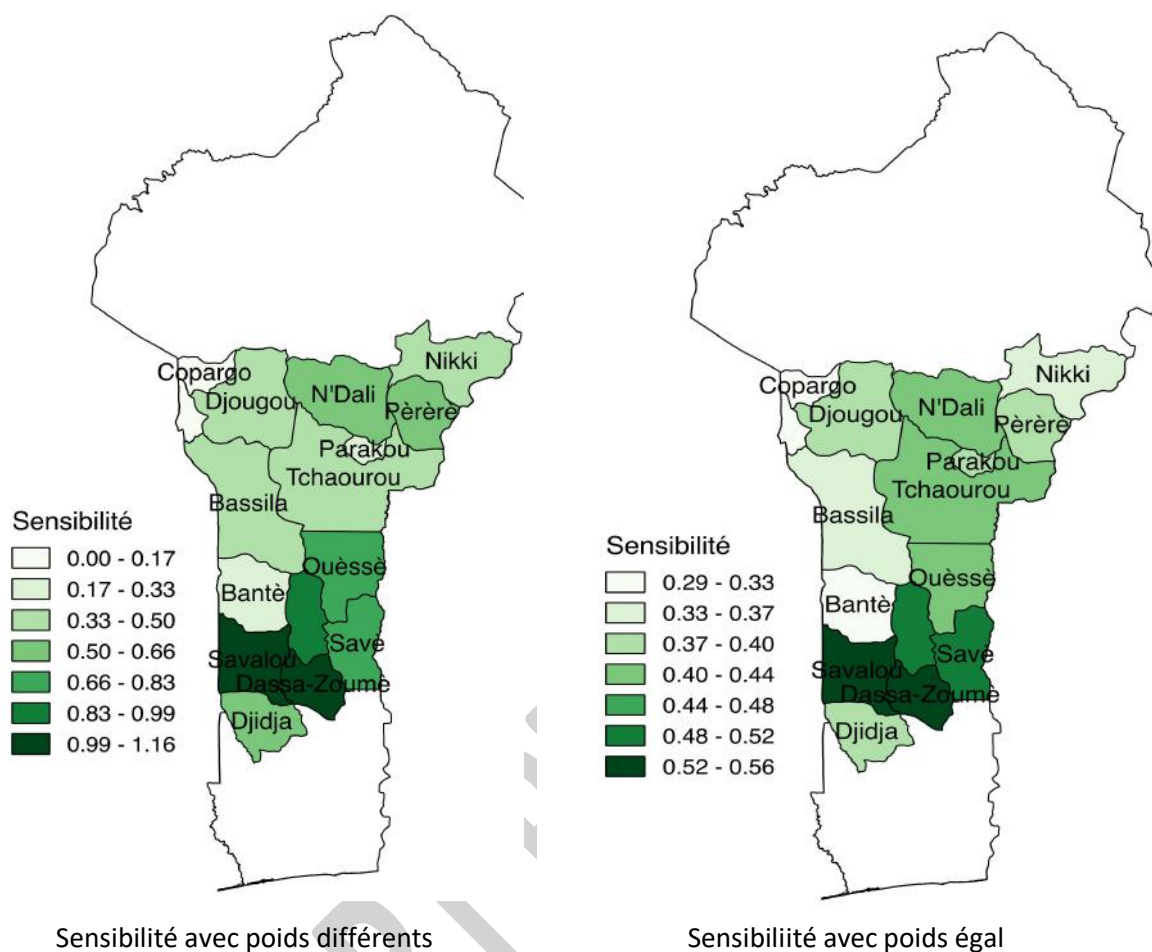 Copargo
Djougou
N'Dali
Nikki
Pèrère
Parakou
Tchaourou
Bassila
Ouèssè
Bantè
Savè
Savalou
Dassa-Zoumè
Djidja
Sensibilité
0.00 - 0.17
0.17 - 0.33
0.33 - 0.50
0.50 - 0.66
0.66 - 0.83
0.83 - 0.99
0.99 - 1.16
Sensibilité avec poids différents
Copargo
Djougou
N'Dali
Nikki
Pèrère
Parakou
Tchaourou
Bassila
Ouèssè
Bantè
Savè
Savalou
Dassa-Zoumè
Djidja
Sensibilité
0.29 - 0.33
0.33 - 0.37
0.37 - 0.40
0.40 - 0.44
0.44 - 0.48
0.48 - 0.52
0.52 - 0.56
Sensibiliité avec poids égal